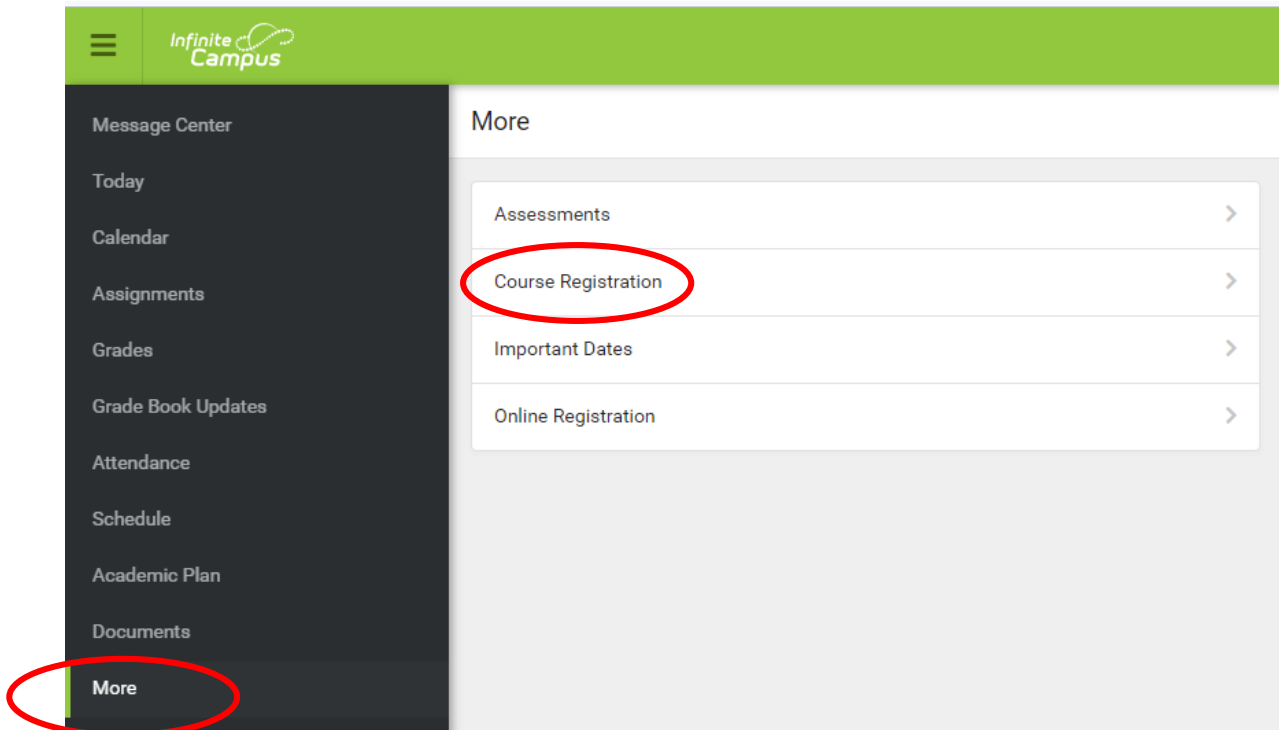 Infinite
Campus
Message Center
Today
Calendar
Assignments
Grades
Grade Book Updates
Attendance
Schedule
Academic Plan
Documents
More
More
Assessments
Course Registration
Important Dates
Online Registration